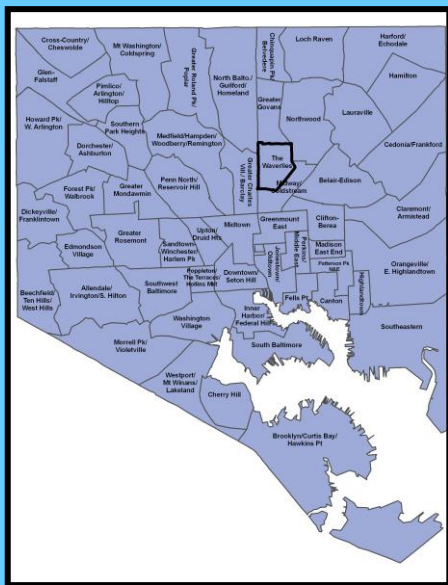 Cross-Country/
Cheswolde
Mt Washington/
Coldspring
Greater Roland Pk/
Poplar
North Balto./
Guilford/
Homeland
Chinquapin Pk/
Belvedere
Loch Raven
Harford/
Echodale
Glen-
Falstaff
Pimlico/
Arlington/
Hilltop
Greater
Govans
Hamilton
Howard Pk/
W. Arlington
Southern
Park Heights
Medfield/Hampden/
Woodberry/Remington
Northwood
Lauraville
Cedonia/Frankford
Dorchester/
Ashburton
Greater Charles
Vill./ Barclay
The
Waverlies
Midway/
Coldstream
Belair-Edison
Claremont/
Armistead
Forest Pk/
Walbrook
Greater
Mondawmin
Penn North/
Reservoir Hill
Dickeyville/
Franklintown
Greater
Rosemont
Sandtown-
Winchester/
Harlem Pk
Upton/
Druid Hts
Midtown
Greenmount
East
Clifton-
Berea
Edmondson
Village
Jonestown/
Oldtown
Perkins/
Middle East
Madison
East End
Patterson Pk
N&E
Orangeville/
E. Highlandtown
Beechfield/
Ten Hills/
West Hills
Allendale/
Irvington/S. Hilton
Southwest
Baltimore
Poppleton/
The Terraces/
Hollins Mkt
Downtown/
Seton Hill
Fells Pt
Canton
Highlandtown
Southeastern
Washington
Village
Inner
Harbor/
Federal Hill
Morrell Pk/
Violetville
South Baltimore
Westport/
Mt Winans/
Lakeland
Cherry Hill
Brooklyn/Curtis Bay/
Hawkins Pt